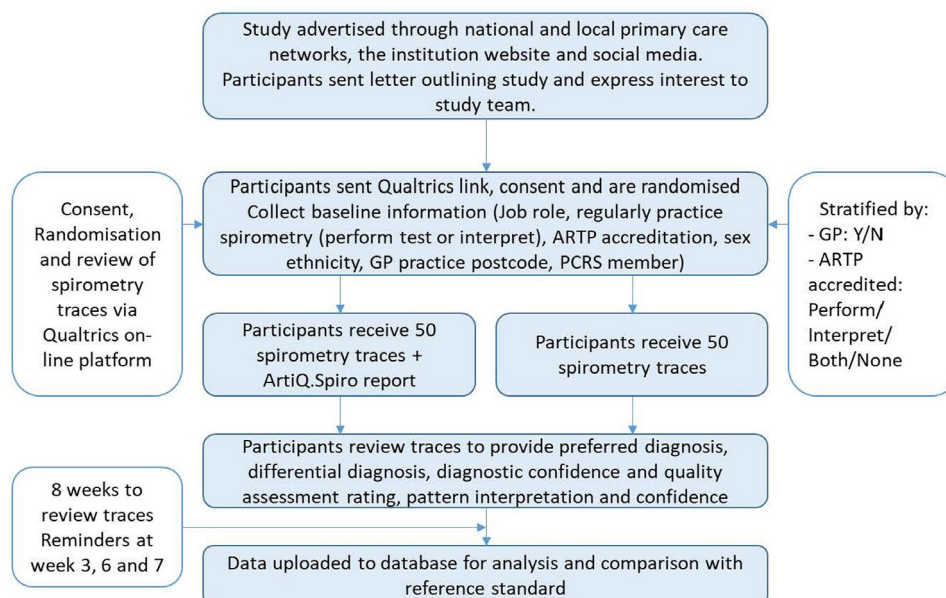 Study advertised through national and local primary care
networks, the institution website and social media.
Participants sent letter outlining study and express interest to
study team.
Consent,
Randomisation
and review of
spirometry
traces via
Qualtrics on-
line platform
Participants sent Qualtrics link, consent and are randomised
Collect baseline information (Job role, regularly practice
spirometry (perform test or interpret), ARTP accreditation, sex
ethnicity, GP practice postcode, PCRS member)
Stratified by:
- GP: Y/N
- ARTP
accredited:
Perform/
Interpret/
Both/None
Participants receive 50
spirometry traces +
ArtiQ.Spiro report
Participants receive 50
spirometry traces
Participants review traces to provide preferred diagnosis,
differential diagnosis, diagnostic confidence and quality
assessment rating, pattern interpretation and confidence
8 weeks to
review traces
Reminders at
week 3, 6 and 7
Data uploaded to database for analysis and comparison with
reference standard